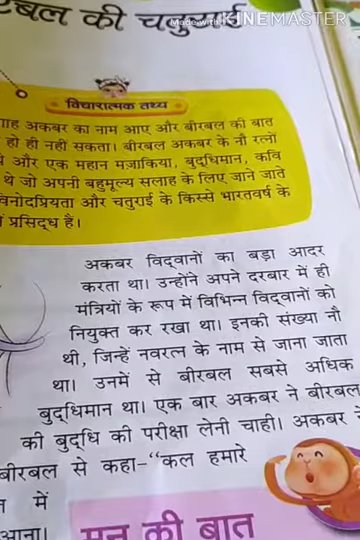 बीरबल की चतुराई
Made with KINEMASTER
विचारात्मक तथ्य
अकबर का नाम आए और बीरबल की बात
हो ही नहीं सकता। बीरबल अकबर के नौ रत्नों
और एक महान मज़ाकिया, बुद्धिमान, कवि
थे जो अपनी बहुमूल्य सलाह के लिए जाने जाते
विनोदप्रियता और चतुराई के किस्से भारतवर्ष के
प्रसिद्ध हैं।
अकबर विद्वानों का बड़ा आदर
करता था। उन्होंने अपने दरबार में ही
मंत्रियों के रूप में विभिन्न विद्वानों को
नियुक्त कर रखा था। इनकी संख्या नौ
थी, जिन्हें नवरत्न के नाम से जाना जाता
था। उनमें से बीरबल सबसे अधिक
बुद्धिमान था। एक बार अकबर ने बीरबल
की बुद्धि की परीक्षा लेनी चाही। अकबर ने
बीरबल से कहा-“कल हमारे
में
आना।
मन की बात